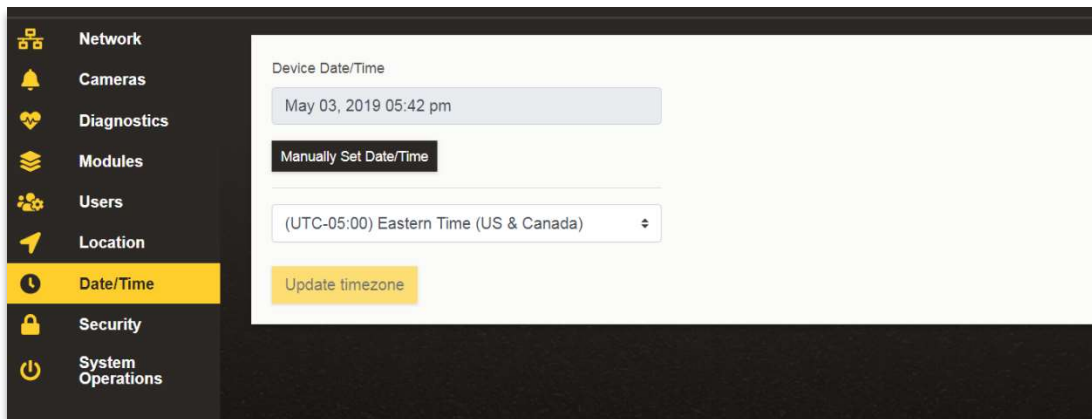 Network
Cameras
Diagnostics
Modules
Users
Location
Date/Time
Security
System
Operations
Device Date/Time
May 03, 2019 05:42 pm
Manually Set Date/Time
(UTC-05:00) Eastern Time (US & Canada)
Update timezone